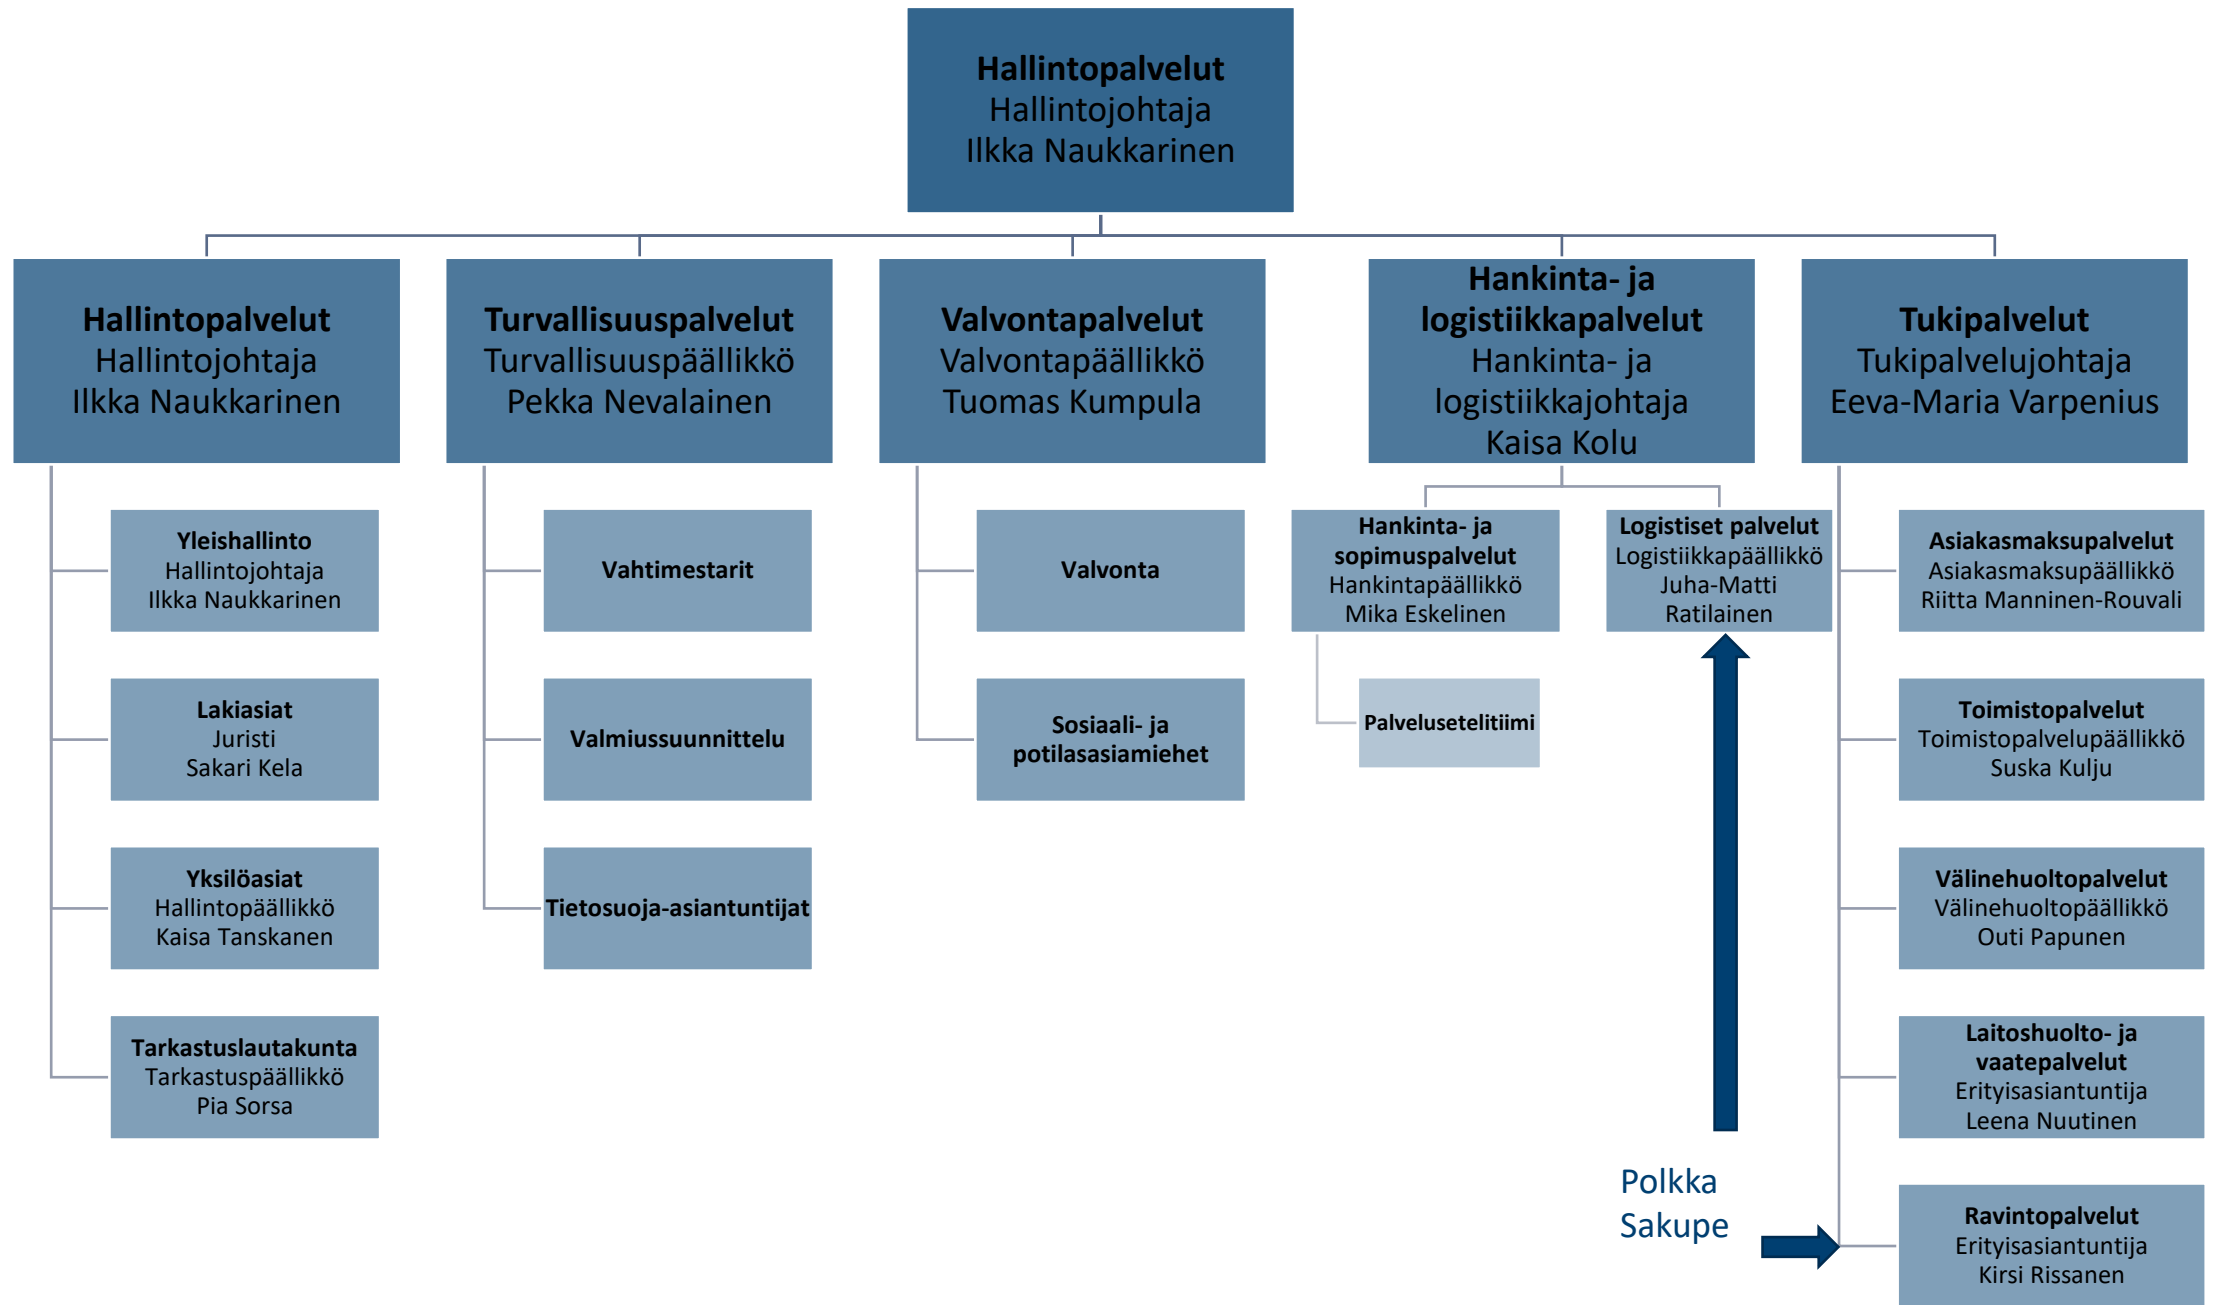 Hallintopalvelut
Hallintojohtaja
Ilkka Naukkarinen
Hallintopalvelut
Hallintojohtaja
Ilkka Naukkarinen
Turvallisuuspalvelut
Turvallisuuspäällikkö
Pekka Nevalainen
Valvontapalvelut
Valvontapäällikkö
Tuomas Kumpula
Hankinta- ja
logistiikkapalvelut
Hankinta- ja
logistiikkajohtaja
Kaisa Kolu
Tukipalvelut
Tukipalvelujohtaja
Eeva-Maria Varpenius
Yleishallinto
Hallintojohtaja
Ilkka Naukkarinen
Lakiasiat
Juristi
Sakari Kela
Yksilöasiat
Hallintopäällikkö
Kaisa Tanskanen
Tarkastuslautakunta
Tarkastuspäällikkö
Pia Sorsa
Vahtimestarit
Valmiussuunnittelu
Tietosuoja-asiantuntijat
Valvonta
Sosiaali- ja
potilasasiamiehet
Hankinta- ja
sopimuspalvelut
Hankintapäällikkö
Mika Eskelinen
Palvelusetelitiimi
Logistiset palvelut
Logistiikkapäällikkö
Juha-Matti
Ratilainen
Asiakasmaksupalvelut
Asiakasmaksupäällikkö
Riitta Manninen-Rouvali
Toimistopalvelut
Toimistopalvelupäällikkö
Suska Kulju
Välinehuoltopalvelut
Välinehuoltopäällikkö
Outi Papunen
Laitoshuolto- ja
vaatepalvelut
Erityisasiantuntija
Leena Nuutinen
Ravintopalvelut
Erityisasiantuntija
Kirsi Rissanen
Polkka
Sakupe